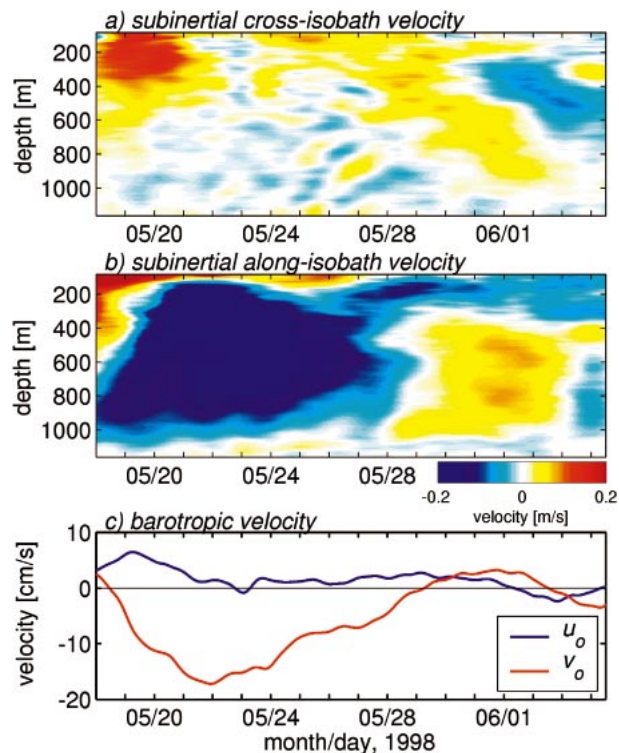 a) subinertial cross-isobath velocity
200
400
600
800
1000
depth [m]
05/20 05/24 05/28 06/01
b) subinertial along-isobath velocity
200
400
600
800
1000
depth [m]
05/20 05/24 05/28
-0.2 0 0.2
velocity [m/s]
c) barotropic velocity
10
0
-10
-20
velocity [cm/s]
u_o
v_o
05/20 05/24 05/28 06/01
month/day, 1998